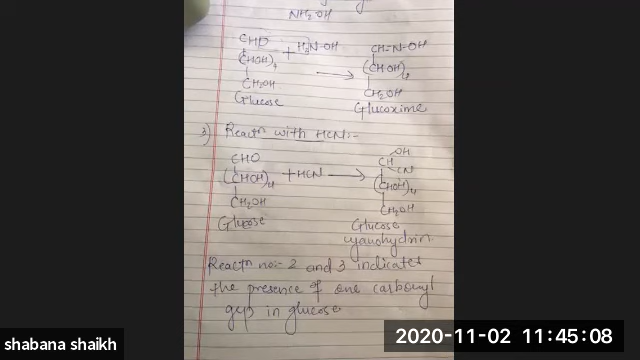 NH2OH
CHO + H2N-OH CH=N-OH
(CHOH)4 → (CHOH)4
CH2OH CH2OH
Glucose Glucoxime
3) Reactn with HCN:-
OH
CHO CH
CN
(CHOH)4 + HCN → (CHOH)4
CH2OH CH2OH
Glucose Glucose
cyanohydrin
Reactn no:- 2 and 3 indicates
the presence of one carbonyl
grp in glucose
shabana shaikh
2020-11-02 11:45:08